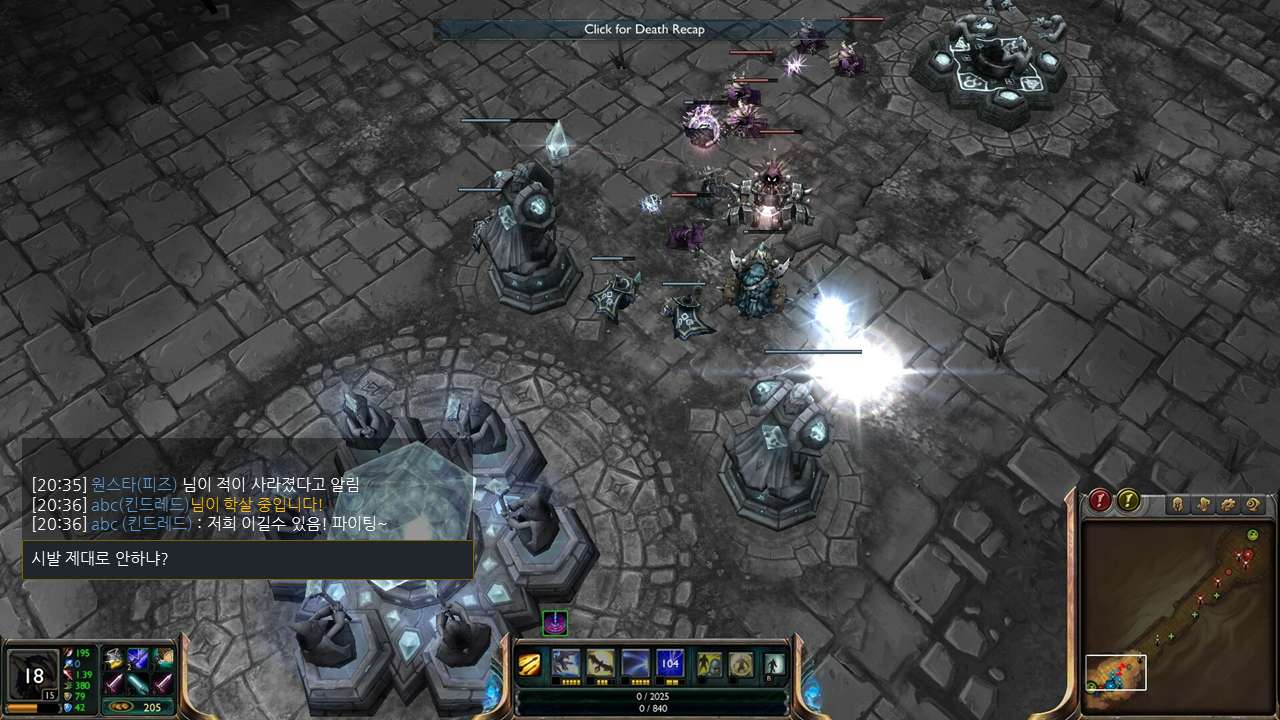 Click for Death Recap
[20:35] 원스타(피즈) 님이 적이 사라졌다고 알림
[20:36] abc(킨드레드) 님이 학살 중입니다!
[20:36] abc (킨드레드) : 저희 이길수 있음! 파이팅~
시발 제대로 안하냐?
18
15
195
0
1.39
380
79
42
205
104
B
0 / 2025
0 / 840